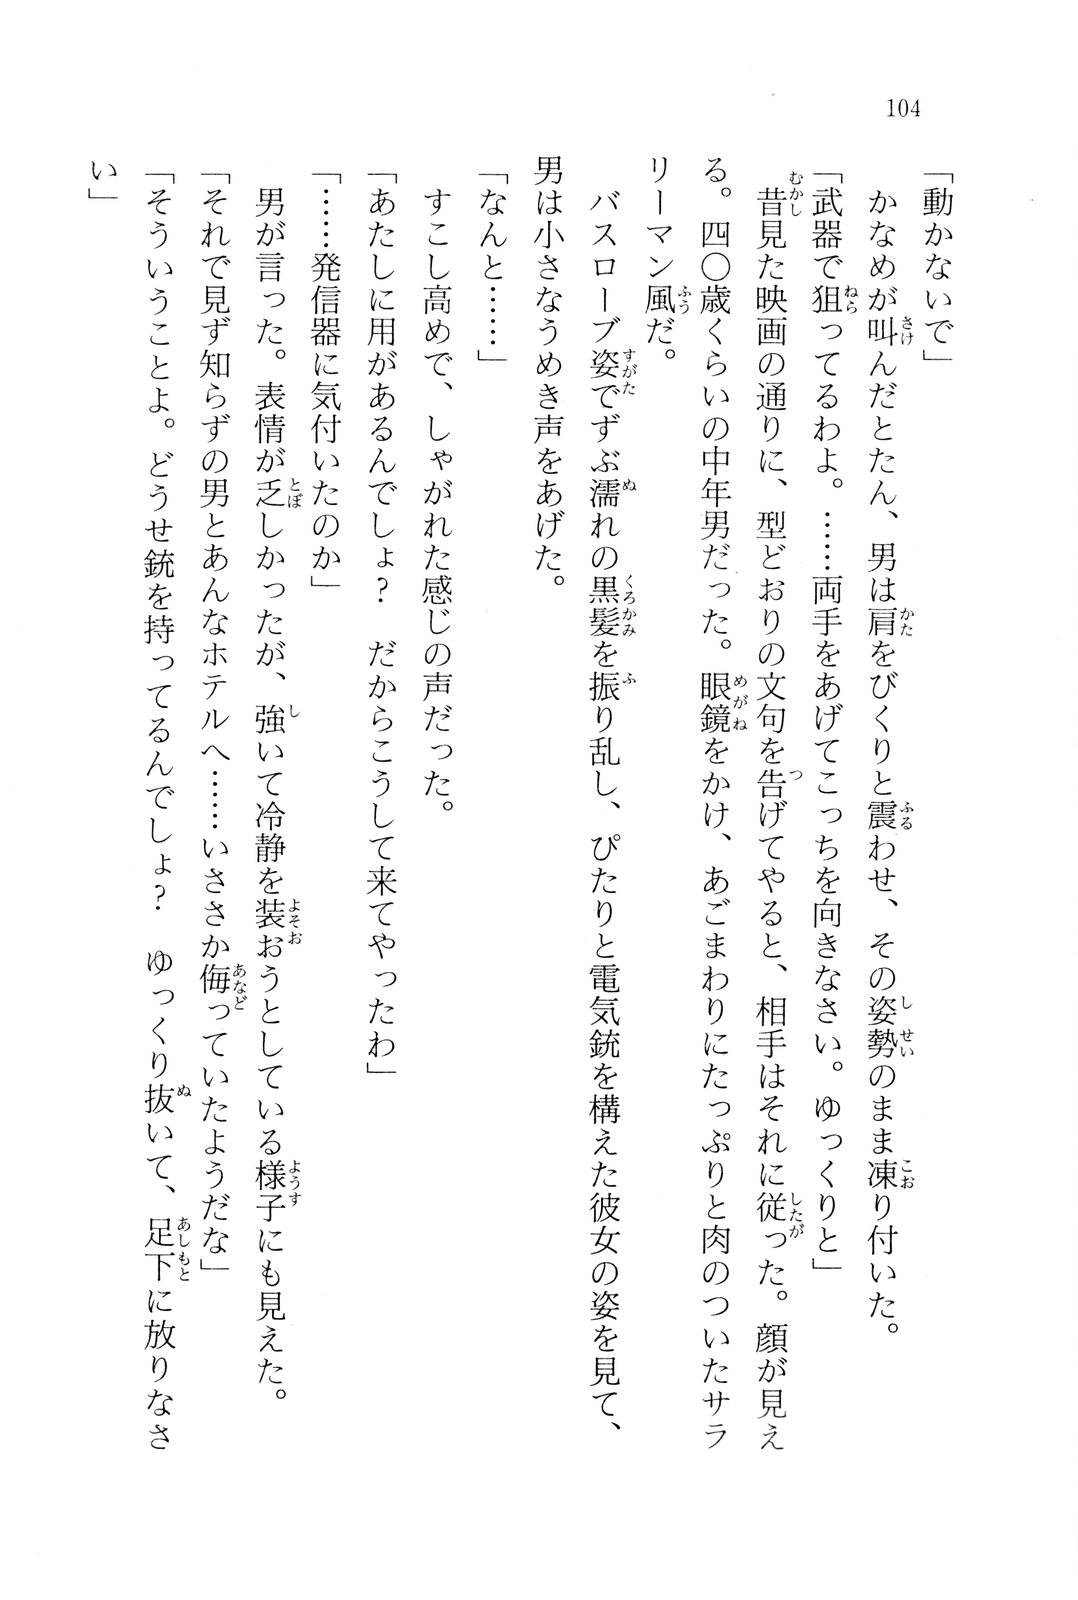 104
「動かないで」
　かなめが叫んだとたん、男は肩をびくりと震わせ、その姿勢のまま凍り付いた。
「武器で狙ってるわよ。……両手をあげてこっちを向きなさい。ゆっくりと」
　昔見た映画の通りに、型どおりの文句を告げてやると、相手はそれに従った。顔が見え
る。四〇歳くらいの中年男だった。眼鏡をかけ、あごまわりにたっぷりと肉のついたサラ
リーマン風だ。
　バスローブ姿でずぶ濡れの黒髪を振り乱し、ぴたりと電気銃を構えた彼女の姿を見て、
男は小さなうめき声をあげた。
「なんと……」
　すこし高めで、しゃがれた感じの声だった。
「あたしに用があるんでしょ？　だからこうして来てやったわ」
「……発信器に気付いたのか」
　男が言った。表情が乏しかったが、強いて冷静を装おうとしている様子にも見えた。
「それで見ず知らずの男とあんなホテルへ……いささか侮っていたようだな」
「そういうことよ。どうせ銃を持ってるんでしょ？　ゆっくり抜いて、足下に放りなさ
い」